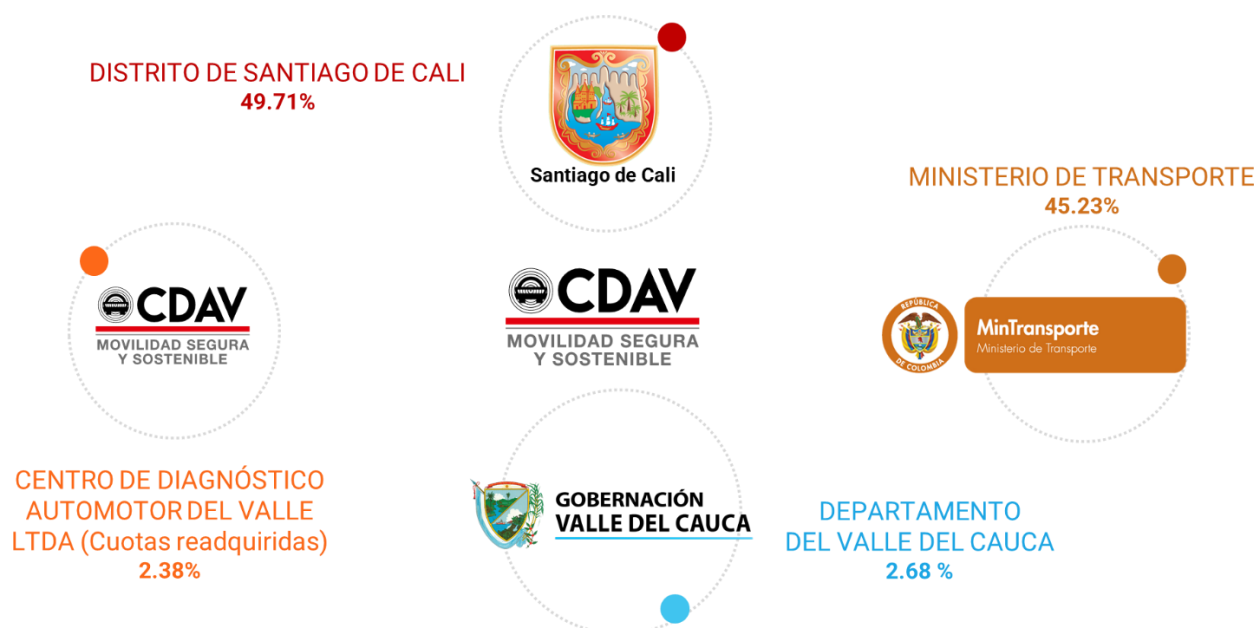 DISTRITO DE SANTIAGO DE CALI
49.71%
Santiago de Cali
MINISTERIO DE TRANSPORTE
45.23%
CDAV
MOVILIDAD SEGURA
Y SOSTENIBLE
CDAV
MOVILIDAD SEGURA
Y SOSTENIBLE
REPÚBLICA
DE COLOMBIA
MinTransporte
Ministerio de Transporte
CENTRO DE DIAGNÓSTICO
AUTOMOTOR DEL VALLE
LTDA (Cuotas readquiridas)
2.38%
GOBERNACIÓN
VALLE DEL CAUCA
DEPARTAMENTO
DEL VALLE DEL CAUCA
2.68 %